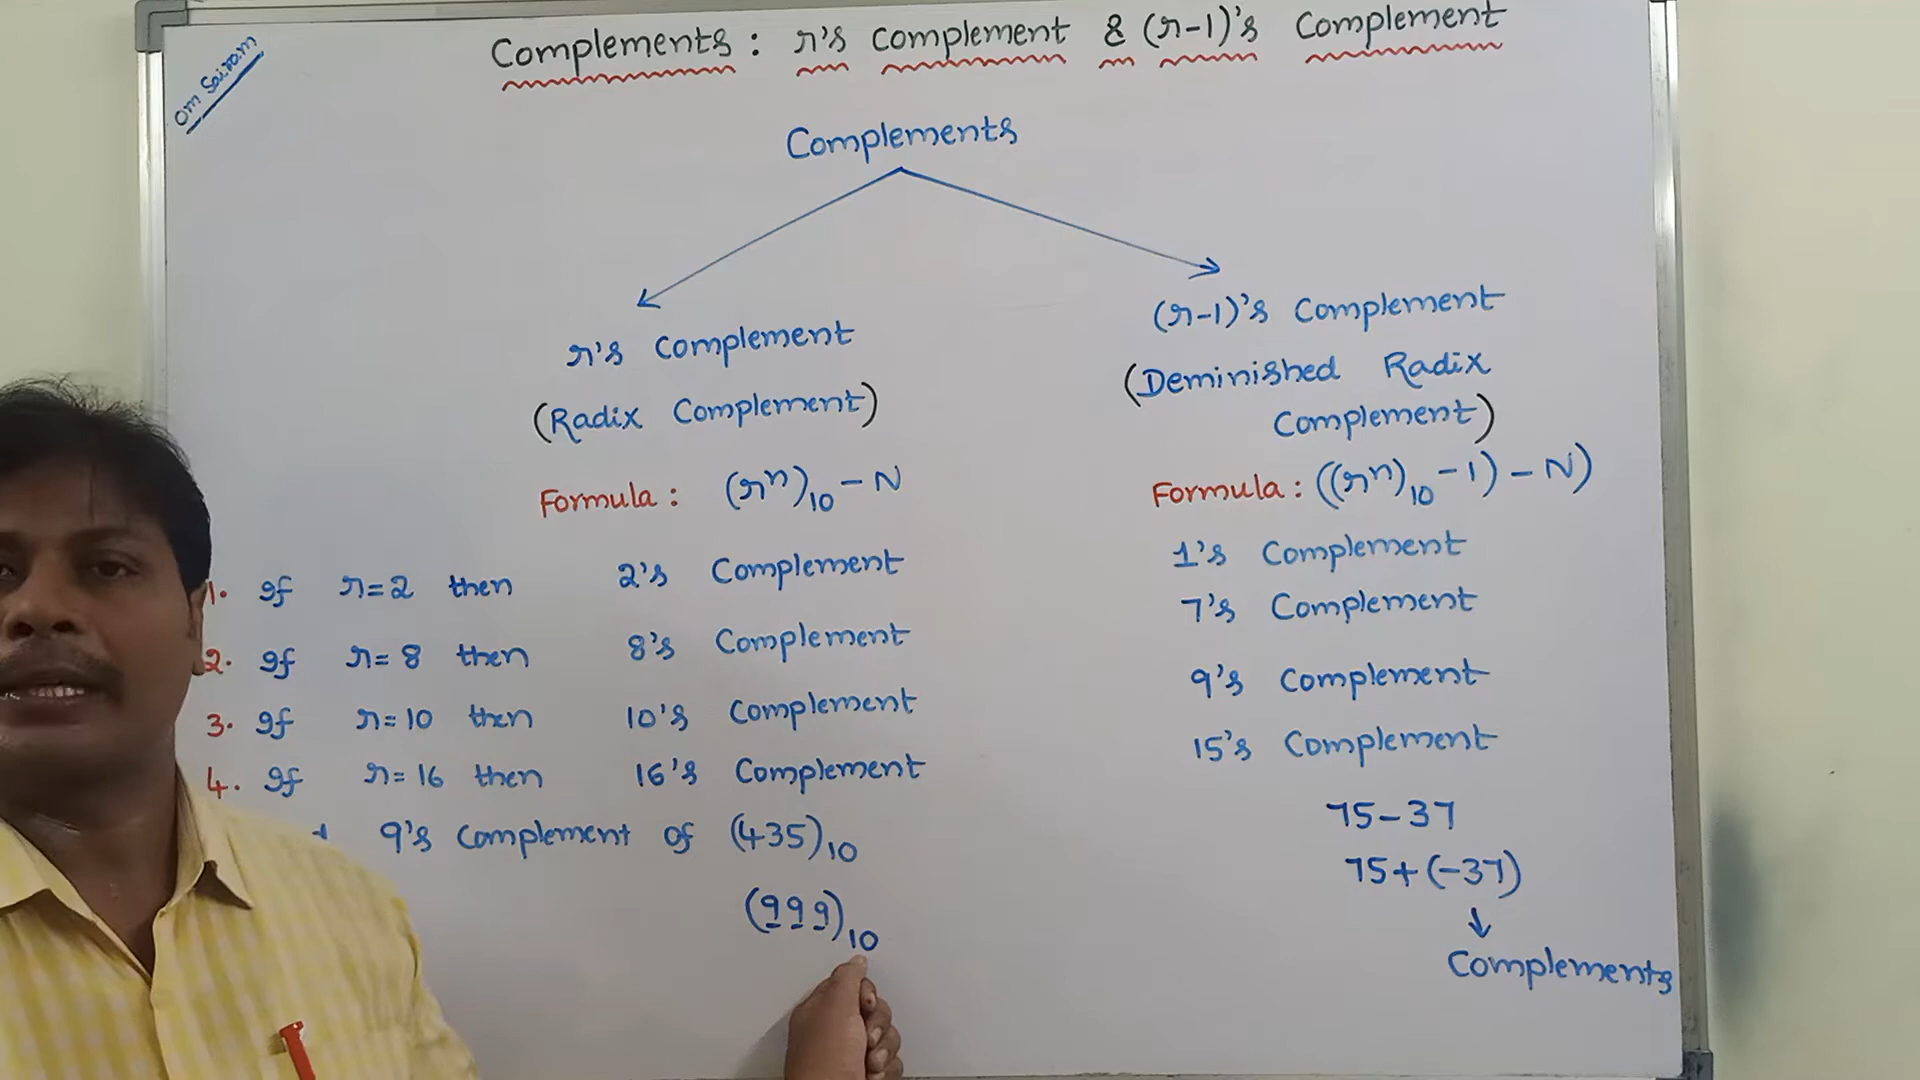 Om Sairam
Complements: r's Complement & (r-1)'s Complement
Complements
r's Complement
(Radix Complement)
Formula: (rⁿ)₁₀ - N
(r-1)'s Complement
(Deminished Radix
Complement)
Formula: ((rⁿ)₁₀ - 1) - N)
1. If r=2 then 2's Complement 1's Complement
2. If r=8 then 8's Complement 7's Complement
3. If r=10 then 10's Complement 9's Complement
4. If r=16 then 16's Complement 15's Complement
9's Complement of (435)₁₀
(999)₁₀
75-37
75+(-37)
↓
Complements